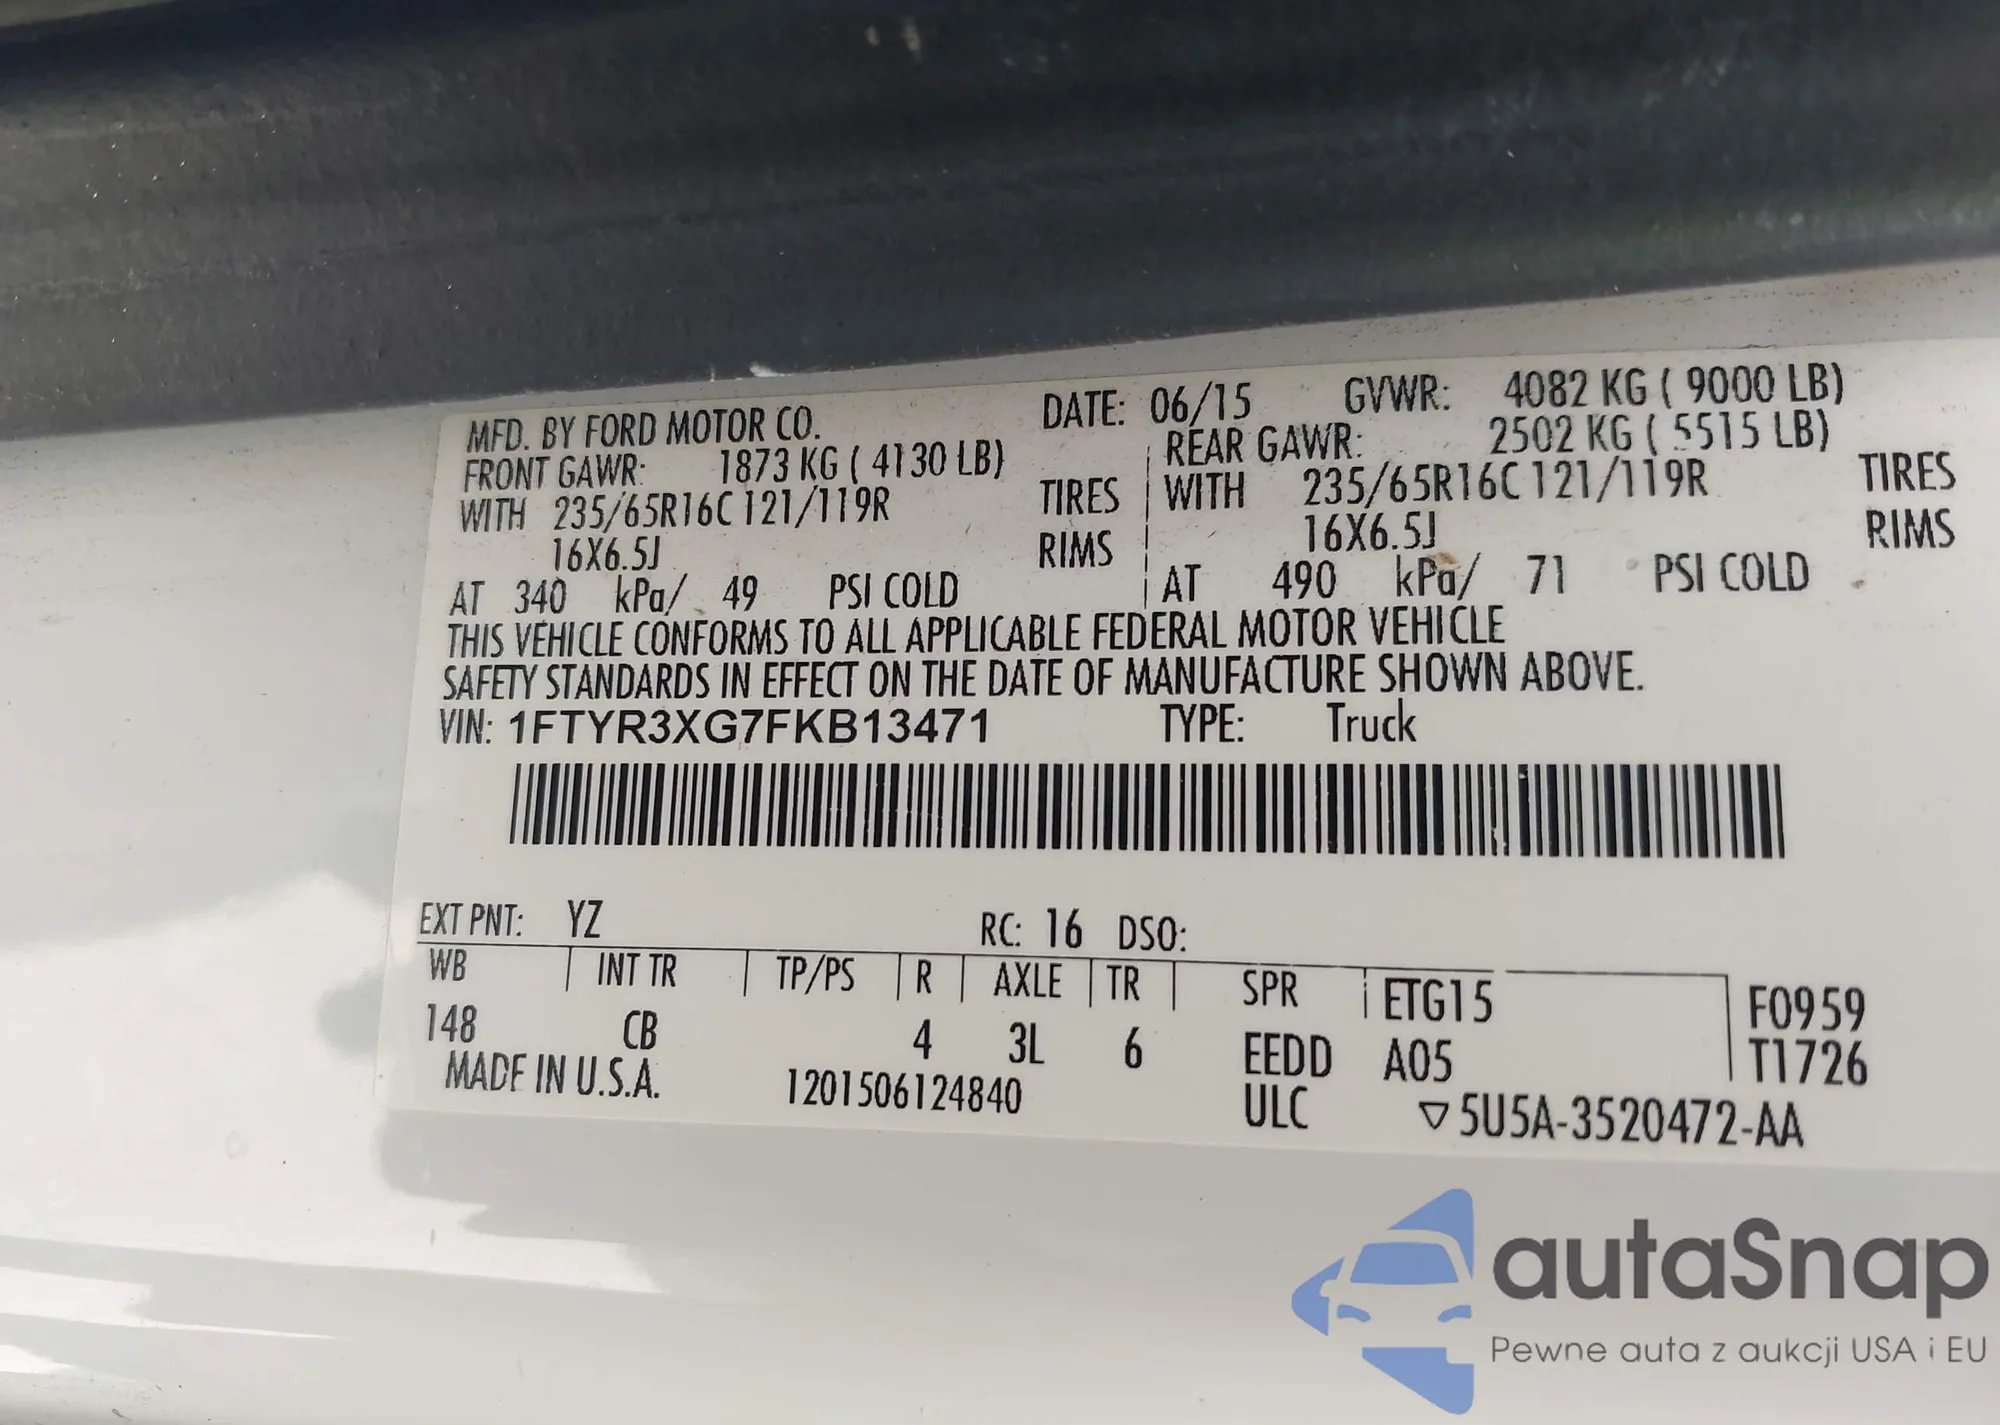 MFD. BY FORD MOTOR CO. DATE: 06/15 GVWR: 4082 KG ( 9000 LB)
FRONT GAWR: 1873 KG ( 4130 LB) REAR GAWR: 2502 KG ( 5515 LB)
WITH 235/65R16C 121/119R TIRES WITH 235/65R16C 121/119R TIRES
16X6.5J RIMS 16X6.5J RIMS
AT 340 kPa/ 49 PSI COLD AT 490 kPa/ 71 PSI COLD
THIS VEHICLE CONFORMS TO ALL APPLICABLE FEDERAL MOTOR VEHICLE
SAFETY STANDARDS IN EFFECT ON THE DATE OF MANUFACTURE SHOWN ABOVE.
VIN: 1FTYR3XG7FKB13471 TYPE: Truck
EXT PNT: YZ RC: 16 DSO:
WB INT TR TP/PS R AXLE TR SPR ETG15 F0959
148 CB 4 3L 6 EEDD A05 T1726
MADE IN U.S.A. 1201506124840 ULC ▽5U5A-3520472-AA
autaSnap
Pewne auta z aukcji USA i EU